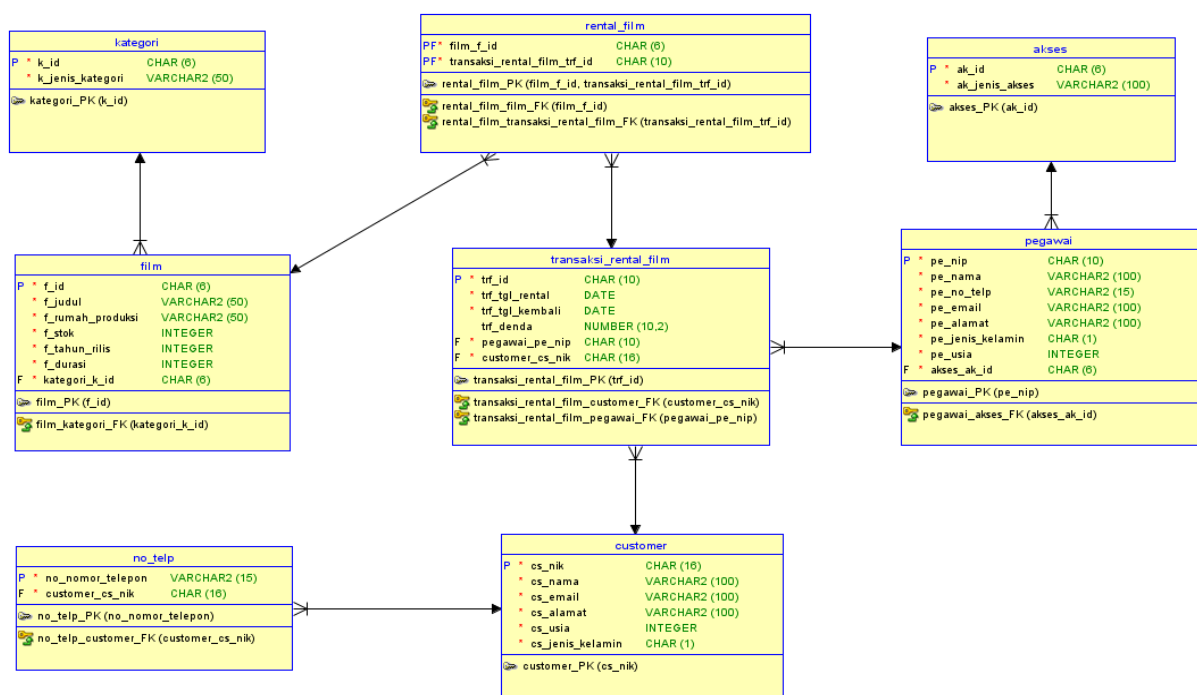 kategori
P * k_id CHAR (6)
* k_jenis_kategori VARCHAR2 (50)
kategori_PK (k_id)
rental_film
PF* film_f_id CHAR (6)
PF* transaksi_rental_film_trf_id CHAR (10)
rental_film_PK (film_f_id, transaksi_rental_film_trf_id)
rental_film_film_FK (film_f_id)
rental_film_transaksi_rental_film_FK (transaksi_rental_film_trf_id)
akses
P * ak_id CHAR (6)
* ak_jenis_akses VARCHAR2 (100)
akses_PK (ak_id)
film
P * f_id CHAR (6)
* f_judul VARCHAR2 (50)
* f_rumah_produksi VARCHAR2 (50)
* f_stok INTEGER
* f_tahun_rilis INTEGER
* f_durasi INTEGER
F * kategori_k_id CHAR (6)
film_PK (f_id)
film_kategori_FK (kategori_k_id)
transaksi_rental_film
P * trf_id CHAR (10)
* trf_tgl_rental DATE
* trf_tgl_kembali DATE
trf_denda NUMBER (10,2)
F * pegawai_pe_nip CHAR (10)
F * customer_cs_nik CHAR (16)
transaksi_rental_film_PK (trf_id)
transaksi_rental_film_customer_FK (customer_cs_nik)
transaksi_rental_film_pegawai_FK (pegawai_pe_nip)
pegawai
P * pe_nip CHAR (10)
* pe_nama VARCHAR2 (100)
* pe_no_telp VARCHAR2 (15)
* pe_email VARCHAR2 (100)
* pe_alamat VARCHAR2 (100)
* pe_jenis_kelamin CHAR (1)
* pe_usia INTEGER
F * akses_ak_id CHAR (6)
pegawai_PK (pe_nip)
pegawai_akses_FK (akses_ak_id)
no_telp
P * no_nomor_telepon VARCHAR2 (15)
F * customer_cs_nik CHAR (16)
no_telp_PK (no_nomor_telepon)
no_telp_customer_FK (customer_cs_nik)
customer
P * cs_nik CHAR (16)
* cs_nama VARCHAR2 (100)
* cs_email VARCHAR2 (100)
* cs_alamat VARCHAR2 (100)
* cs_usia INTEGER
* cs_jenis_kelamin CHAR (1)
customer_PK (cs_nik)